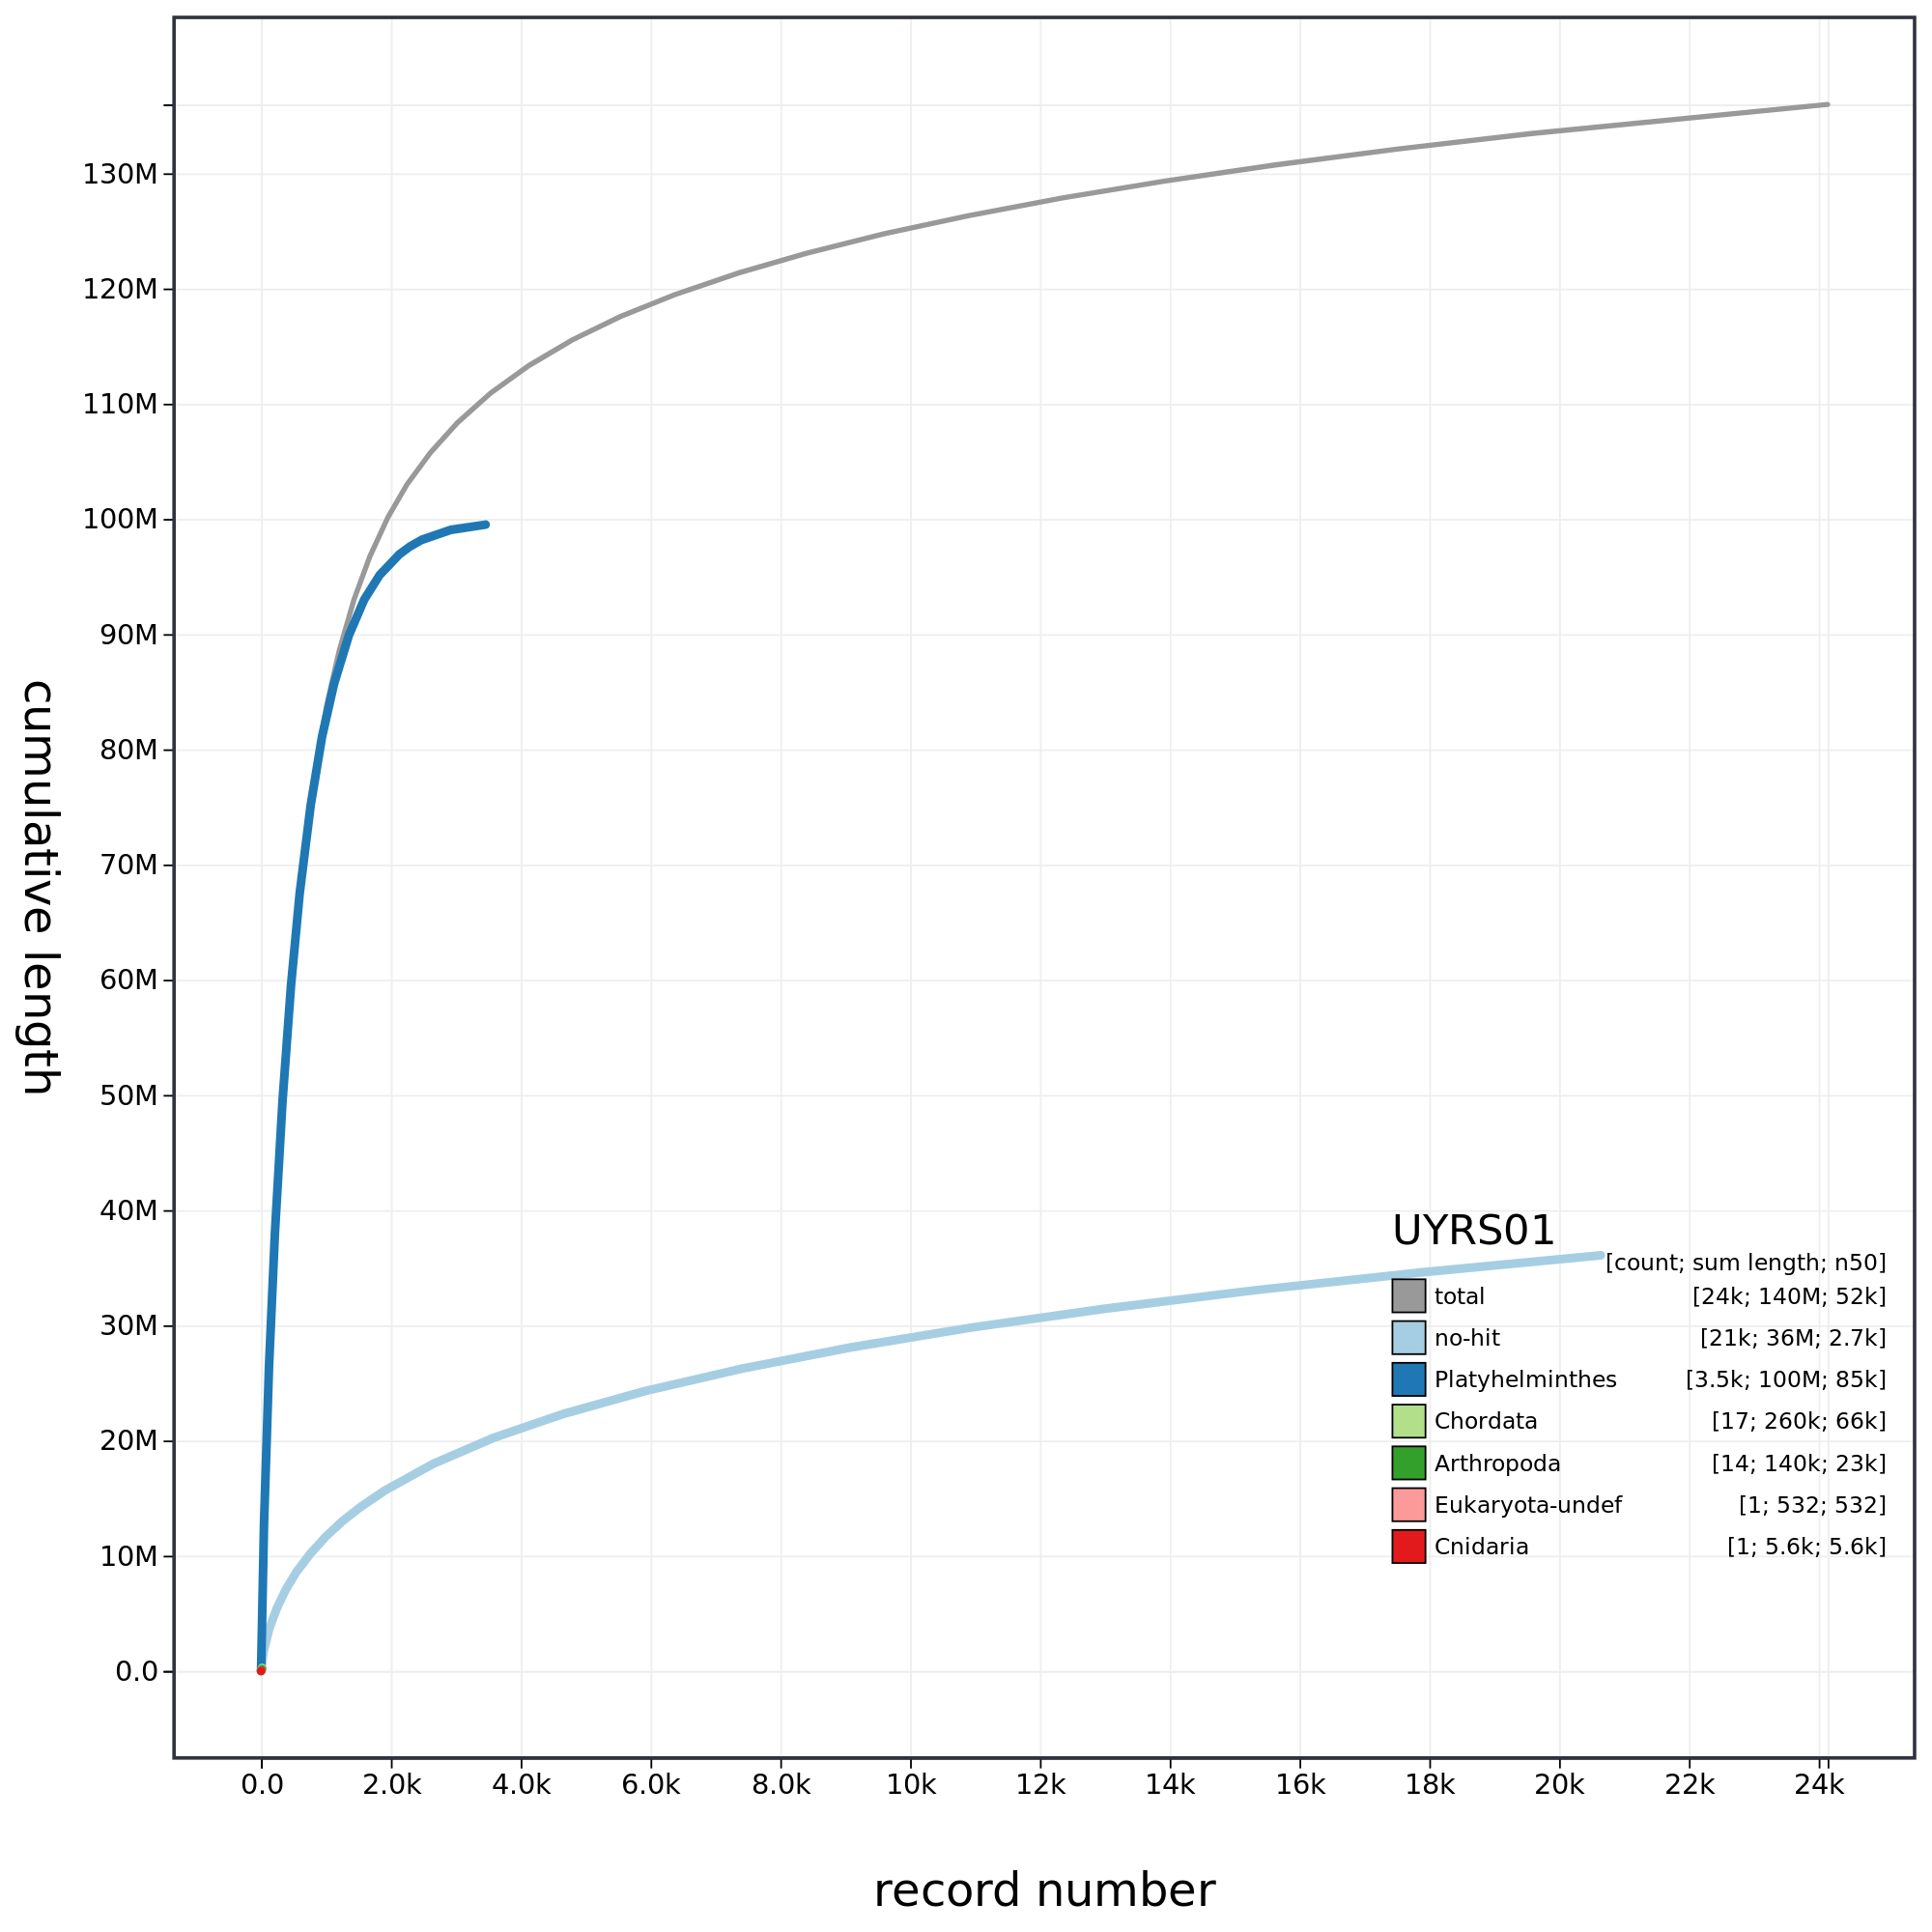 130M
120M
110M
100M
90M
80M
70M
60M
50M
40M
30M
20M
10M
0.0
cumulative length
UYRS01
[count; sum length; n50]
total [24k; 140M; 52k]
no-hit [21k; 36M; 2.7k]
Platyhelminthes [3.5k; 100M; 85k]
Chordata [17; 260k; 66k]
Arthropoda [14; 140k; 23k]
Eukaryota-undef [1; 532; 532]
Cnidaria [1; 5.6k; 5.6k]
0.0 2.0k 4.0k 6.0k 8.0k 10k 12k 14k 16k 18k 20k 22k 24k
record number